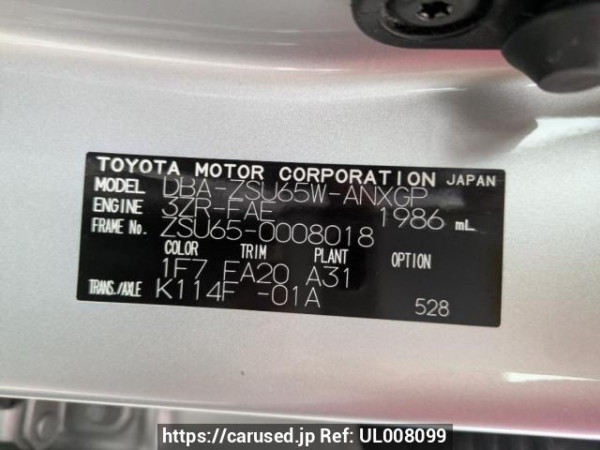 TOYOTA MOTOR CORPORATION JAPAN
MODEL DBA-ZSU65W-ANXGP
ENGINE 3ZR-FAE 1986 mL
FRAME No. ZSU65-0008018
COLOR TRIM PLANT OPTION
1F7 FA20 A31
TRANS./AXLE K114F -01A
528
https://carused.jp Ref: UL008099